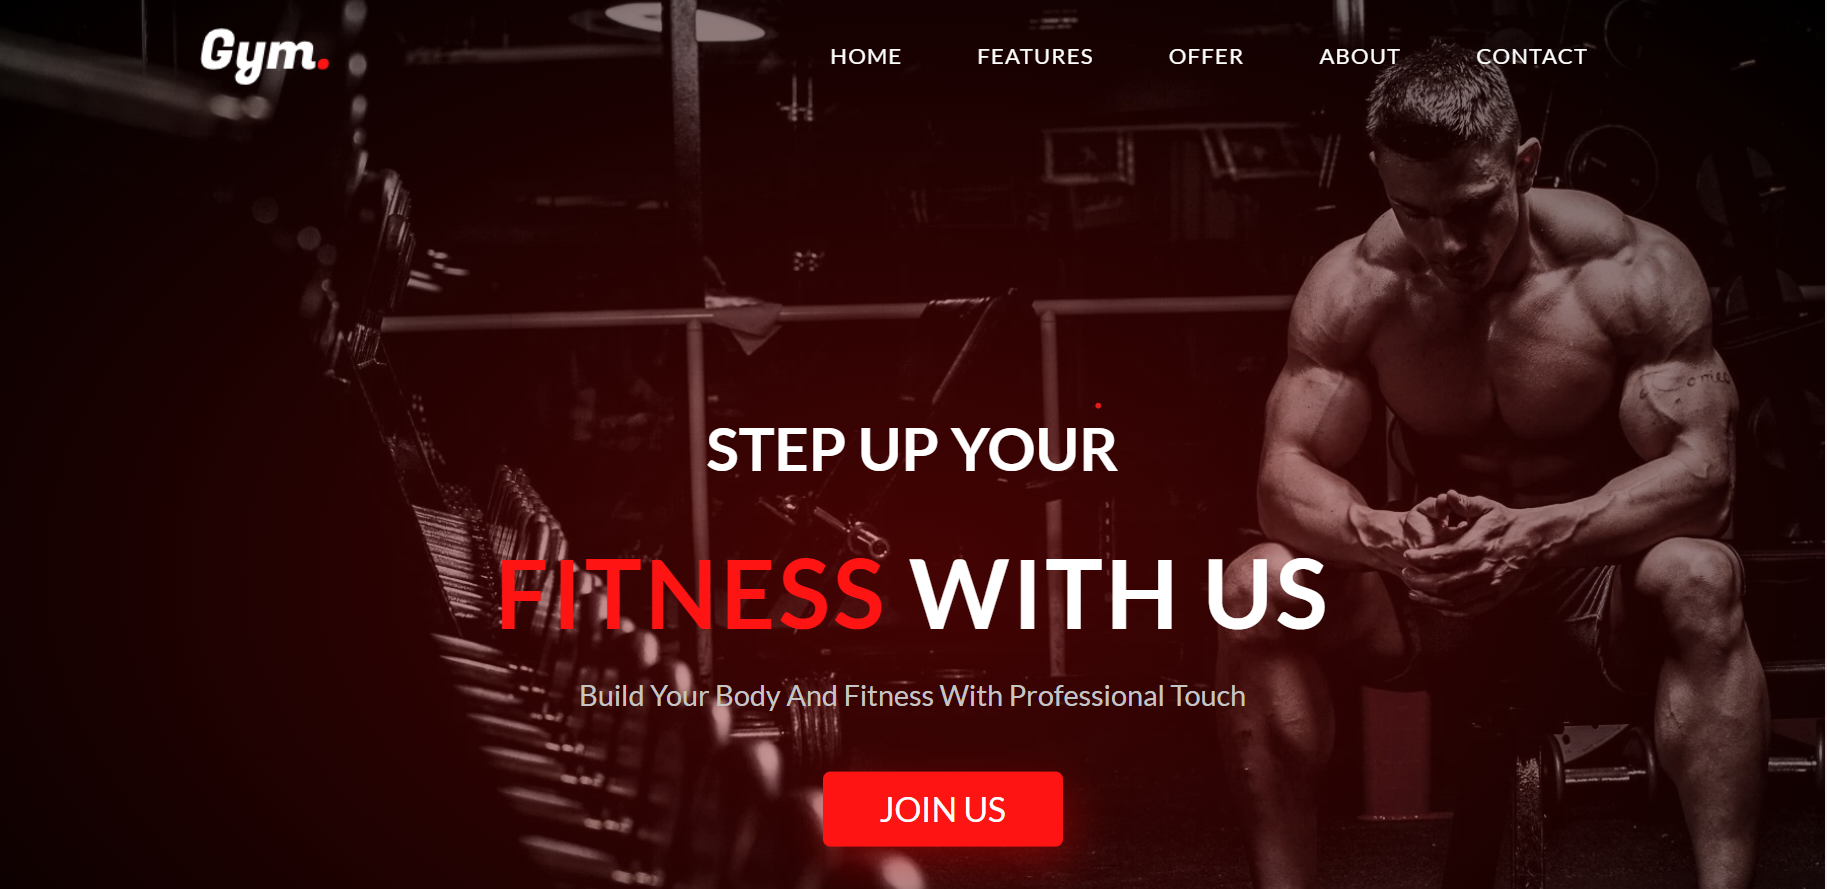 Gym.
HOME FEATURES OFFER ABOUT CONTACT
STEP UP YOUR
FITNESS WITH US
Build Your Body And Fitness With Professional Touch
JOIN US